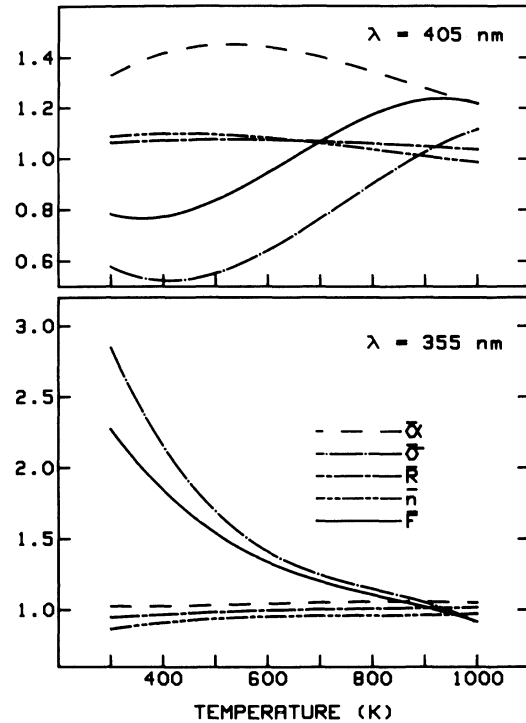 λ = 405 nm
1.4
1.2
1.0
0.8
0.6
λ = 355 nm
3.0
2.5
2.0
1.5
1.0
ᾱ
σ̄
R̄
n̄
F̄
400 600 800 1000
TEMPERATURE (K)